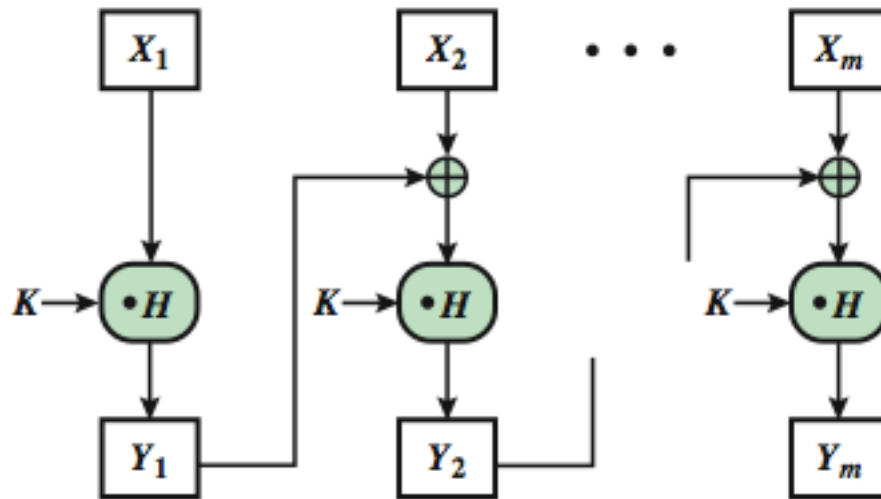 X1 X2 • • • Xm
K • H K • H K • H
Y1 Y2 Ym